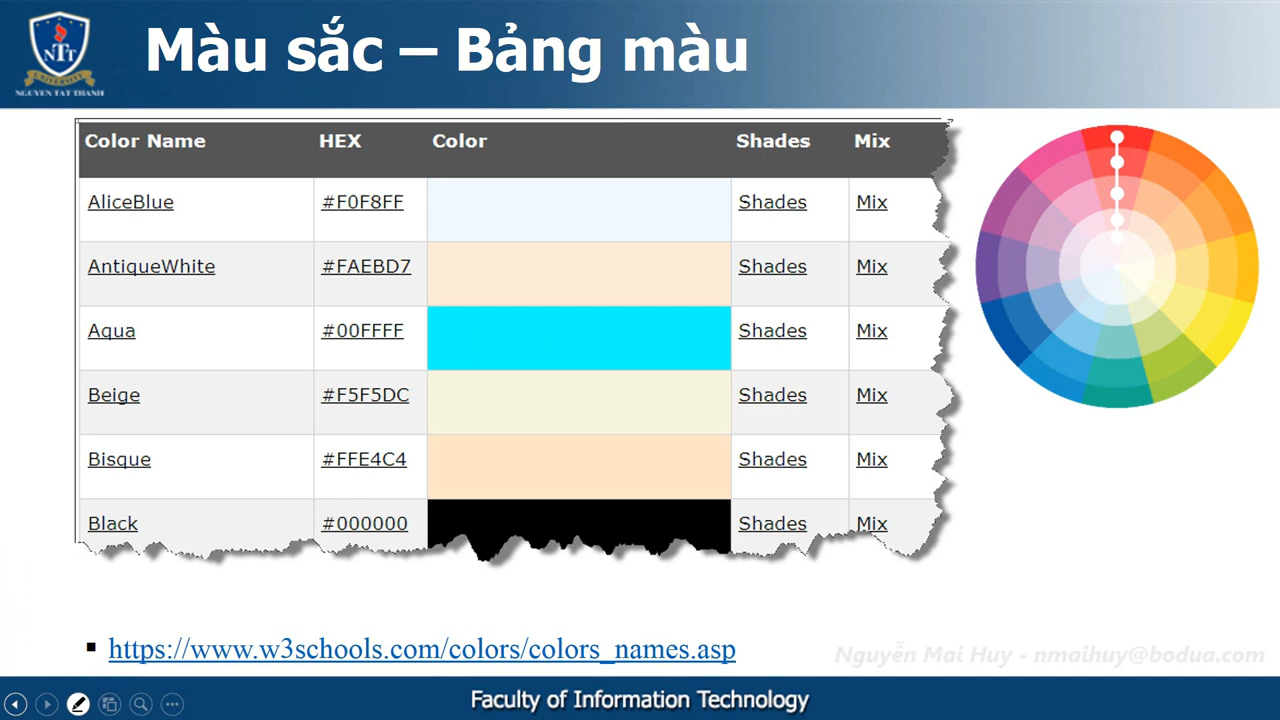 NTT
UNIVERSITY
NGUYEN TAT THANH
Màu sắc – Bảng màu
Color Name HEX Color Shades Mix
AliceBlue #F0F8FF Shades Mix
AntiqueWhite #FAEBD7 Shades Mix
Aqua #00FFFF Shades Mix
Beige #F5F5DC Shades Mix
Bisque #FFE4C4 Shades Mix
Black #000000 Shades Mix
https://www.w3schools.com/colors/colors_names.asp
Nguyễn Mai Huy - nmaihuy@bodua.com
Faculty of Information Technology